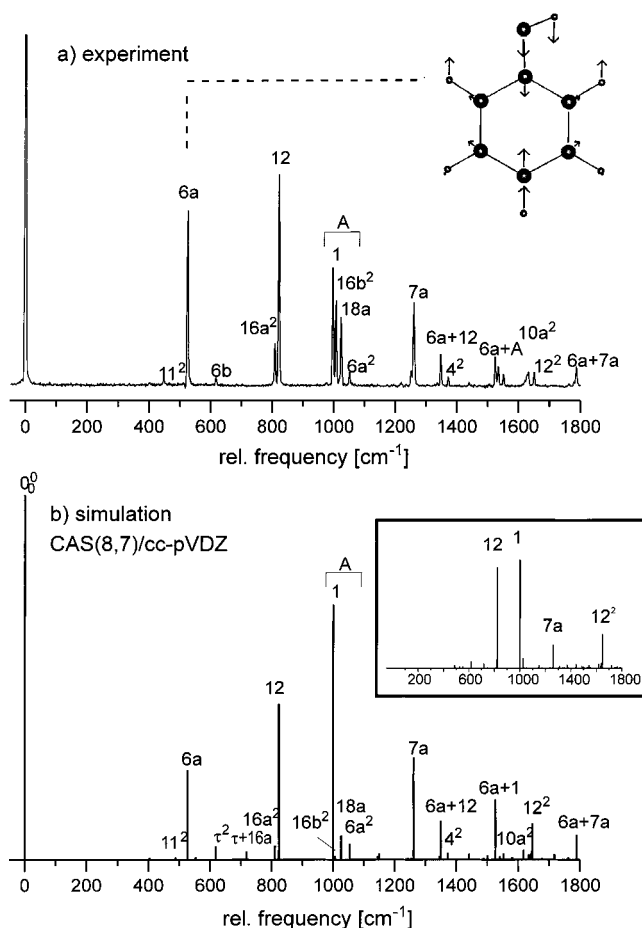 a) experiment
12
6a
A
1
16b²
18a
7a
16a²
11²
6b
6a²
6a+12
4²
6a+A
10a²
12²
6a+7a
0 200 400 600 800 1000 1200 1400 1600 1800
rel. frequency [cm⁻¹]
0⁰₀
b) simulation
CAS(8,7)/cc-pVDZ
A
1
12
1
7a
12²
200 600 1000 1400 1800
12
6a
7a
11²
τ²
τ+16a
16a²
16b²
18a
6a²
6a+12
4²
6a+1
10a²
12²
6a+7a
0 200 400 600 800 1000 1200 1400 1600 1800
rel. frequency [cm⁻¹]